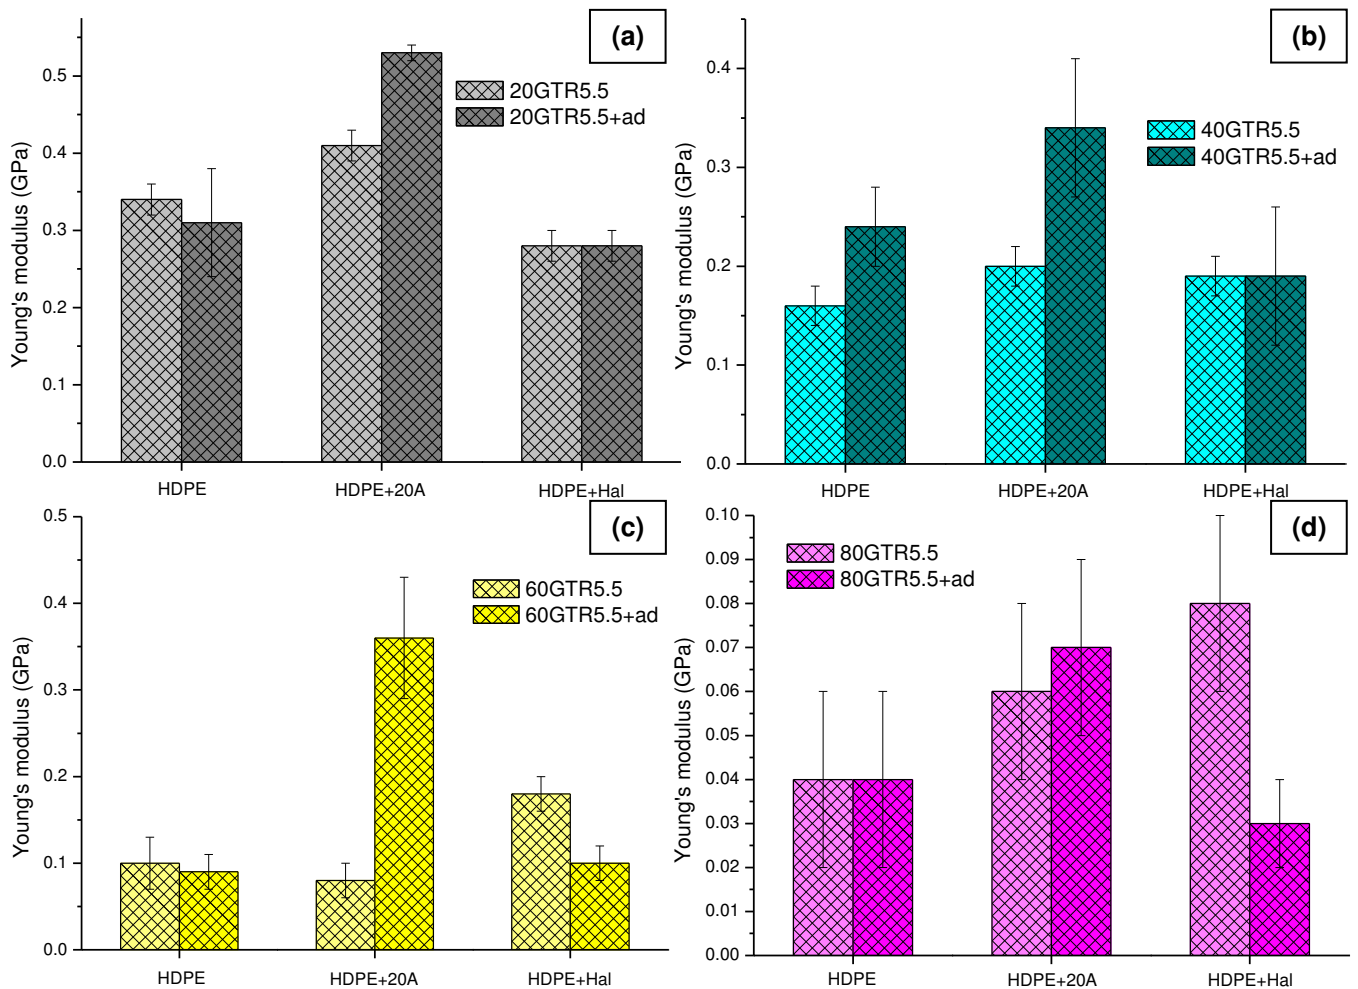 (a)
Young's modulus (GPa)
0.5
0.4
0.3
0.2
0.1
0.0
20GTR5.5
20GTR5.5+ad
HDPE
HDPE+20A
HDPE+Hal
(b)
Young's modulus (GPa)
0.4
0.3
0.2
0.1
0.0
40GTR5.5
40GTR5.5+ad
HDPE
HDPE+20A
HDPE+Hal
(c)
Young's modulus (GPa)
0.5
0.4
0.3
0.2
0.1
0.0
60GTR5.5
60GTR5.5+ad
HDPE
HDPE+20A
HDPE+Hal
(d)
Young's modulus (GPa)
0.10
0.09
0.08
0.07
0.06
0.05
0.04
0.03
0.02
0.01
0.00
80GTR5.5
80GTR5.5+ad
HDPE
HDPE+20A
HDPE+Hal